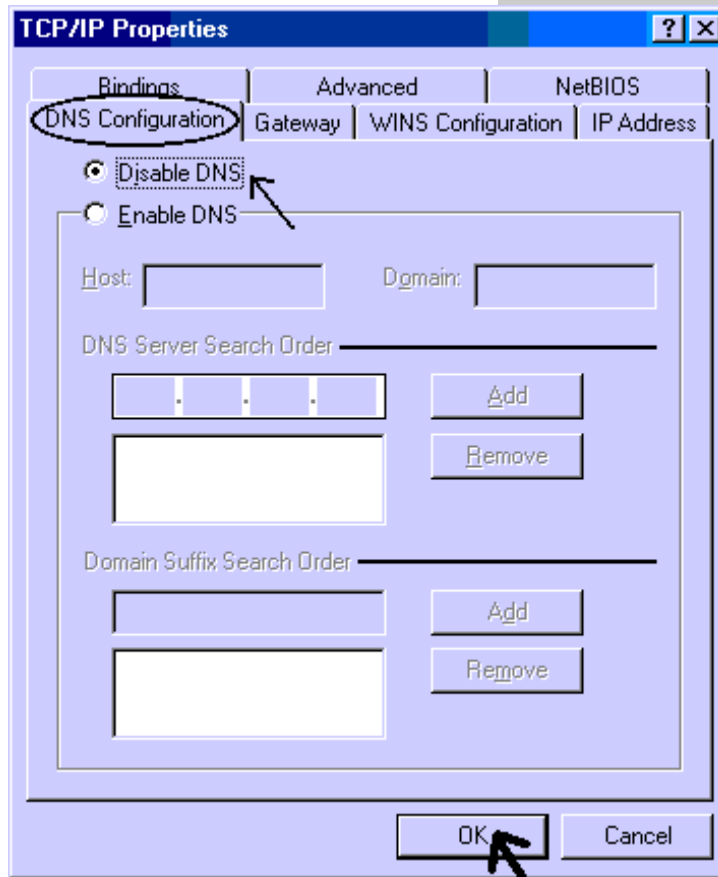 TCP/IP Properties
Bindings Advanced NetBIOS
DNS Configuration Gateway WINS Configuration IP Address
Disable DNS
Enable DNS
Host: Domain:
DNS Server Search Order
. . . Add
Remove
Domain Suffix Search Order
Add
Remove
OK Cancel